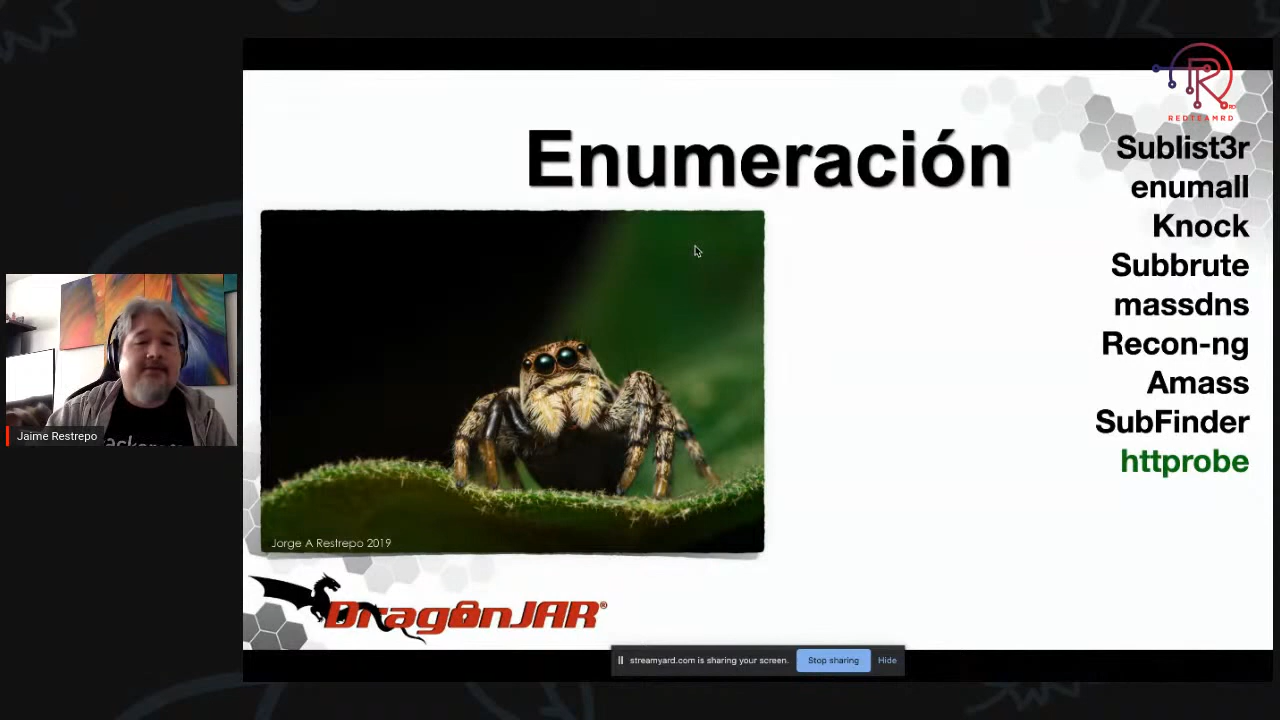 REDTEAMRD
Enumeración
Sublist3r
enumall
Knock
Subbrute
massdns
Recon-ng
Amass
SubFinder
httprobe
Jaime Restrepo
Jorge A Restrepo 2019
DragonJAR®
streamyard.com is sharing your screen. Stop sharing Hide